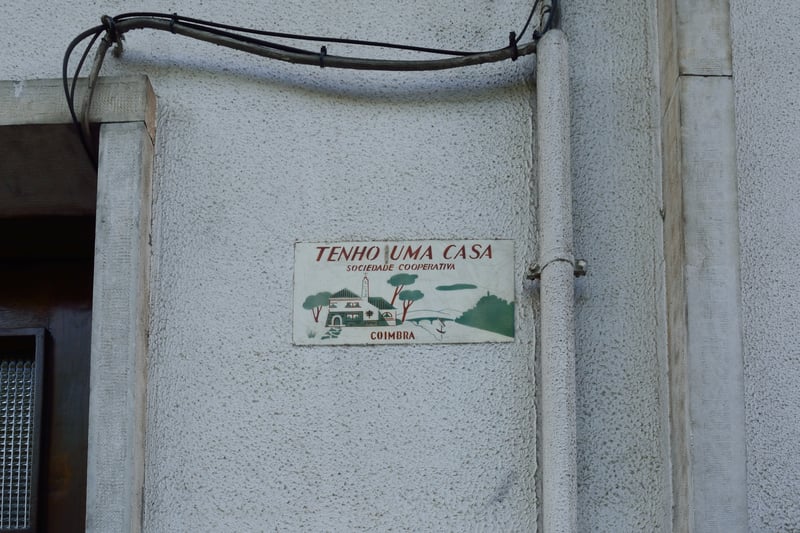 TENHO UMA CASA
SOCIEDADE COOPERATIVA
COIMBRA